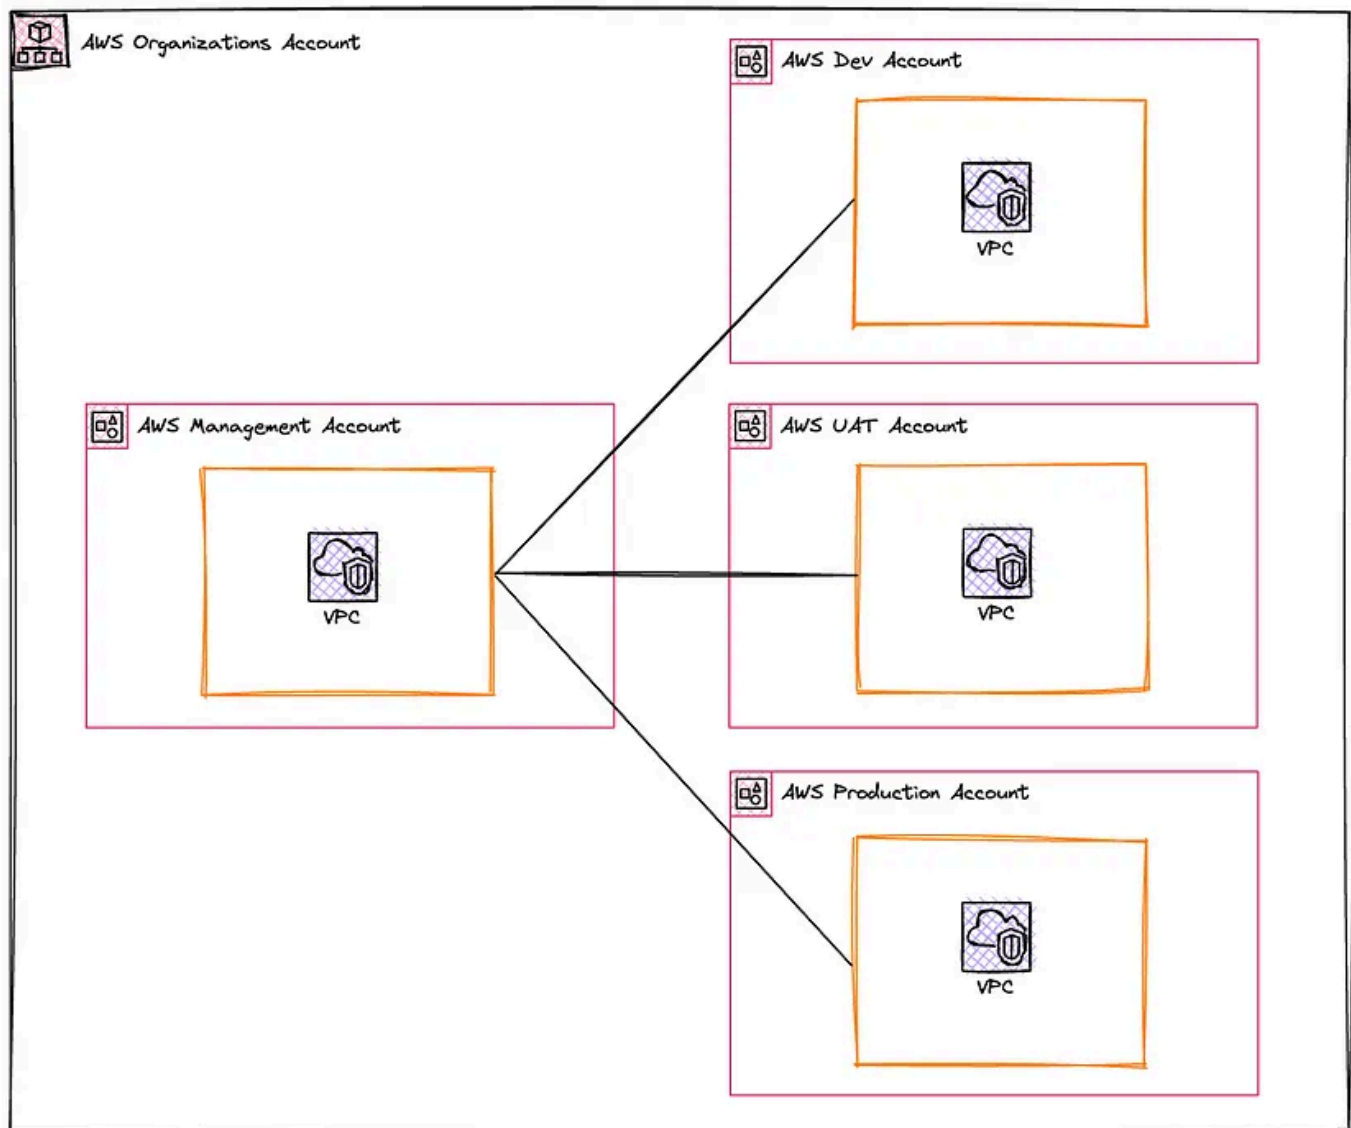 AWS Organizations Account
AWS Dev Account
VPC
AWS Management Account
VPC
AWS UAT Account
VPC
AWS Production Account
VPC